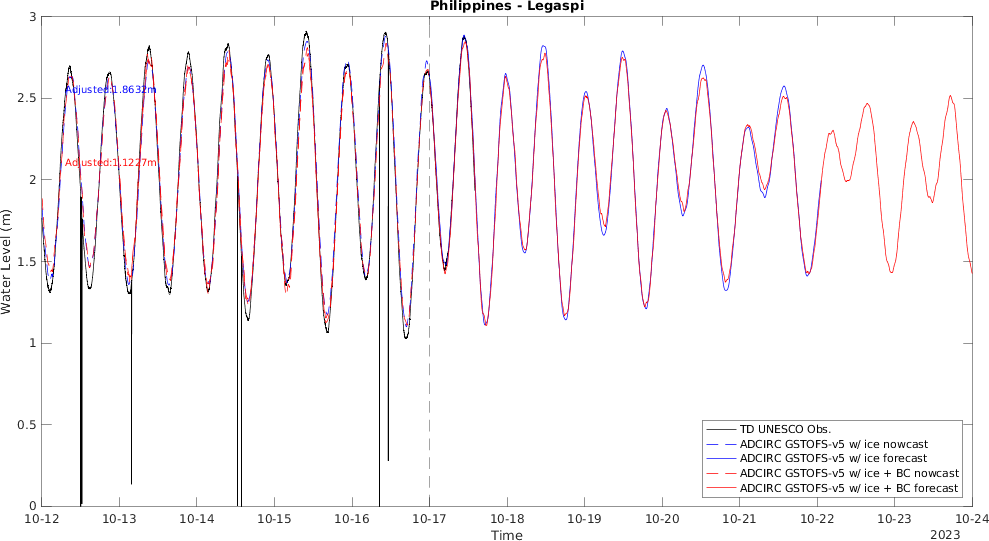 Philippines - Legaspi
3
2.5
2
1.5
1
0.5
0
Water Level (m)
Adjusted:1.8632m
Adjusted:1.1227m
TD UNESCO Obs.
ADCIRC GSTOFS-v5 w/ ice nowcast
ADCIRC GSTOFS-v5 w/ ice forecast
ADCIRC GSTOFS-v5 w/ ice + BC nowcast
ADCIRC GSTOFS-v5 w/ ice + BC forecast
10-12 10-13 10-14 10-15 10-16 10-17 10-18 10-19 10-20 10-21 10-22 10-23 10-24
Time
2023